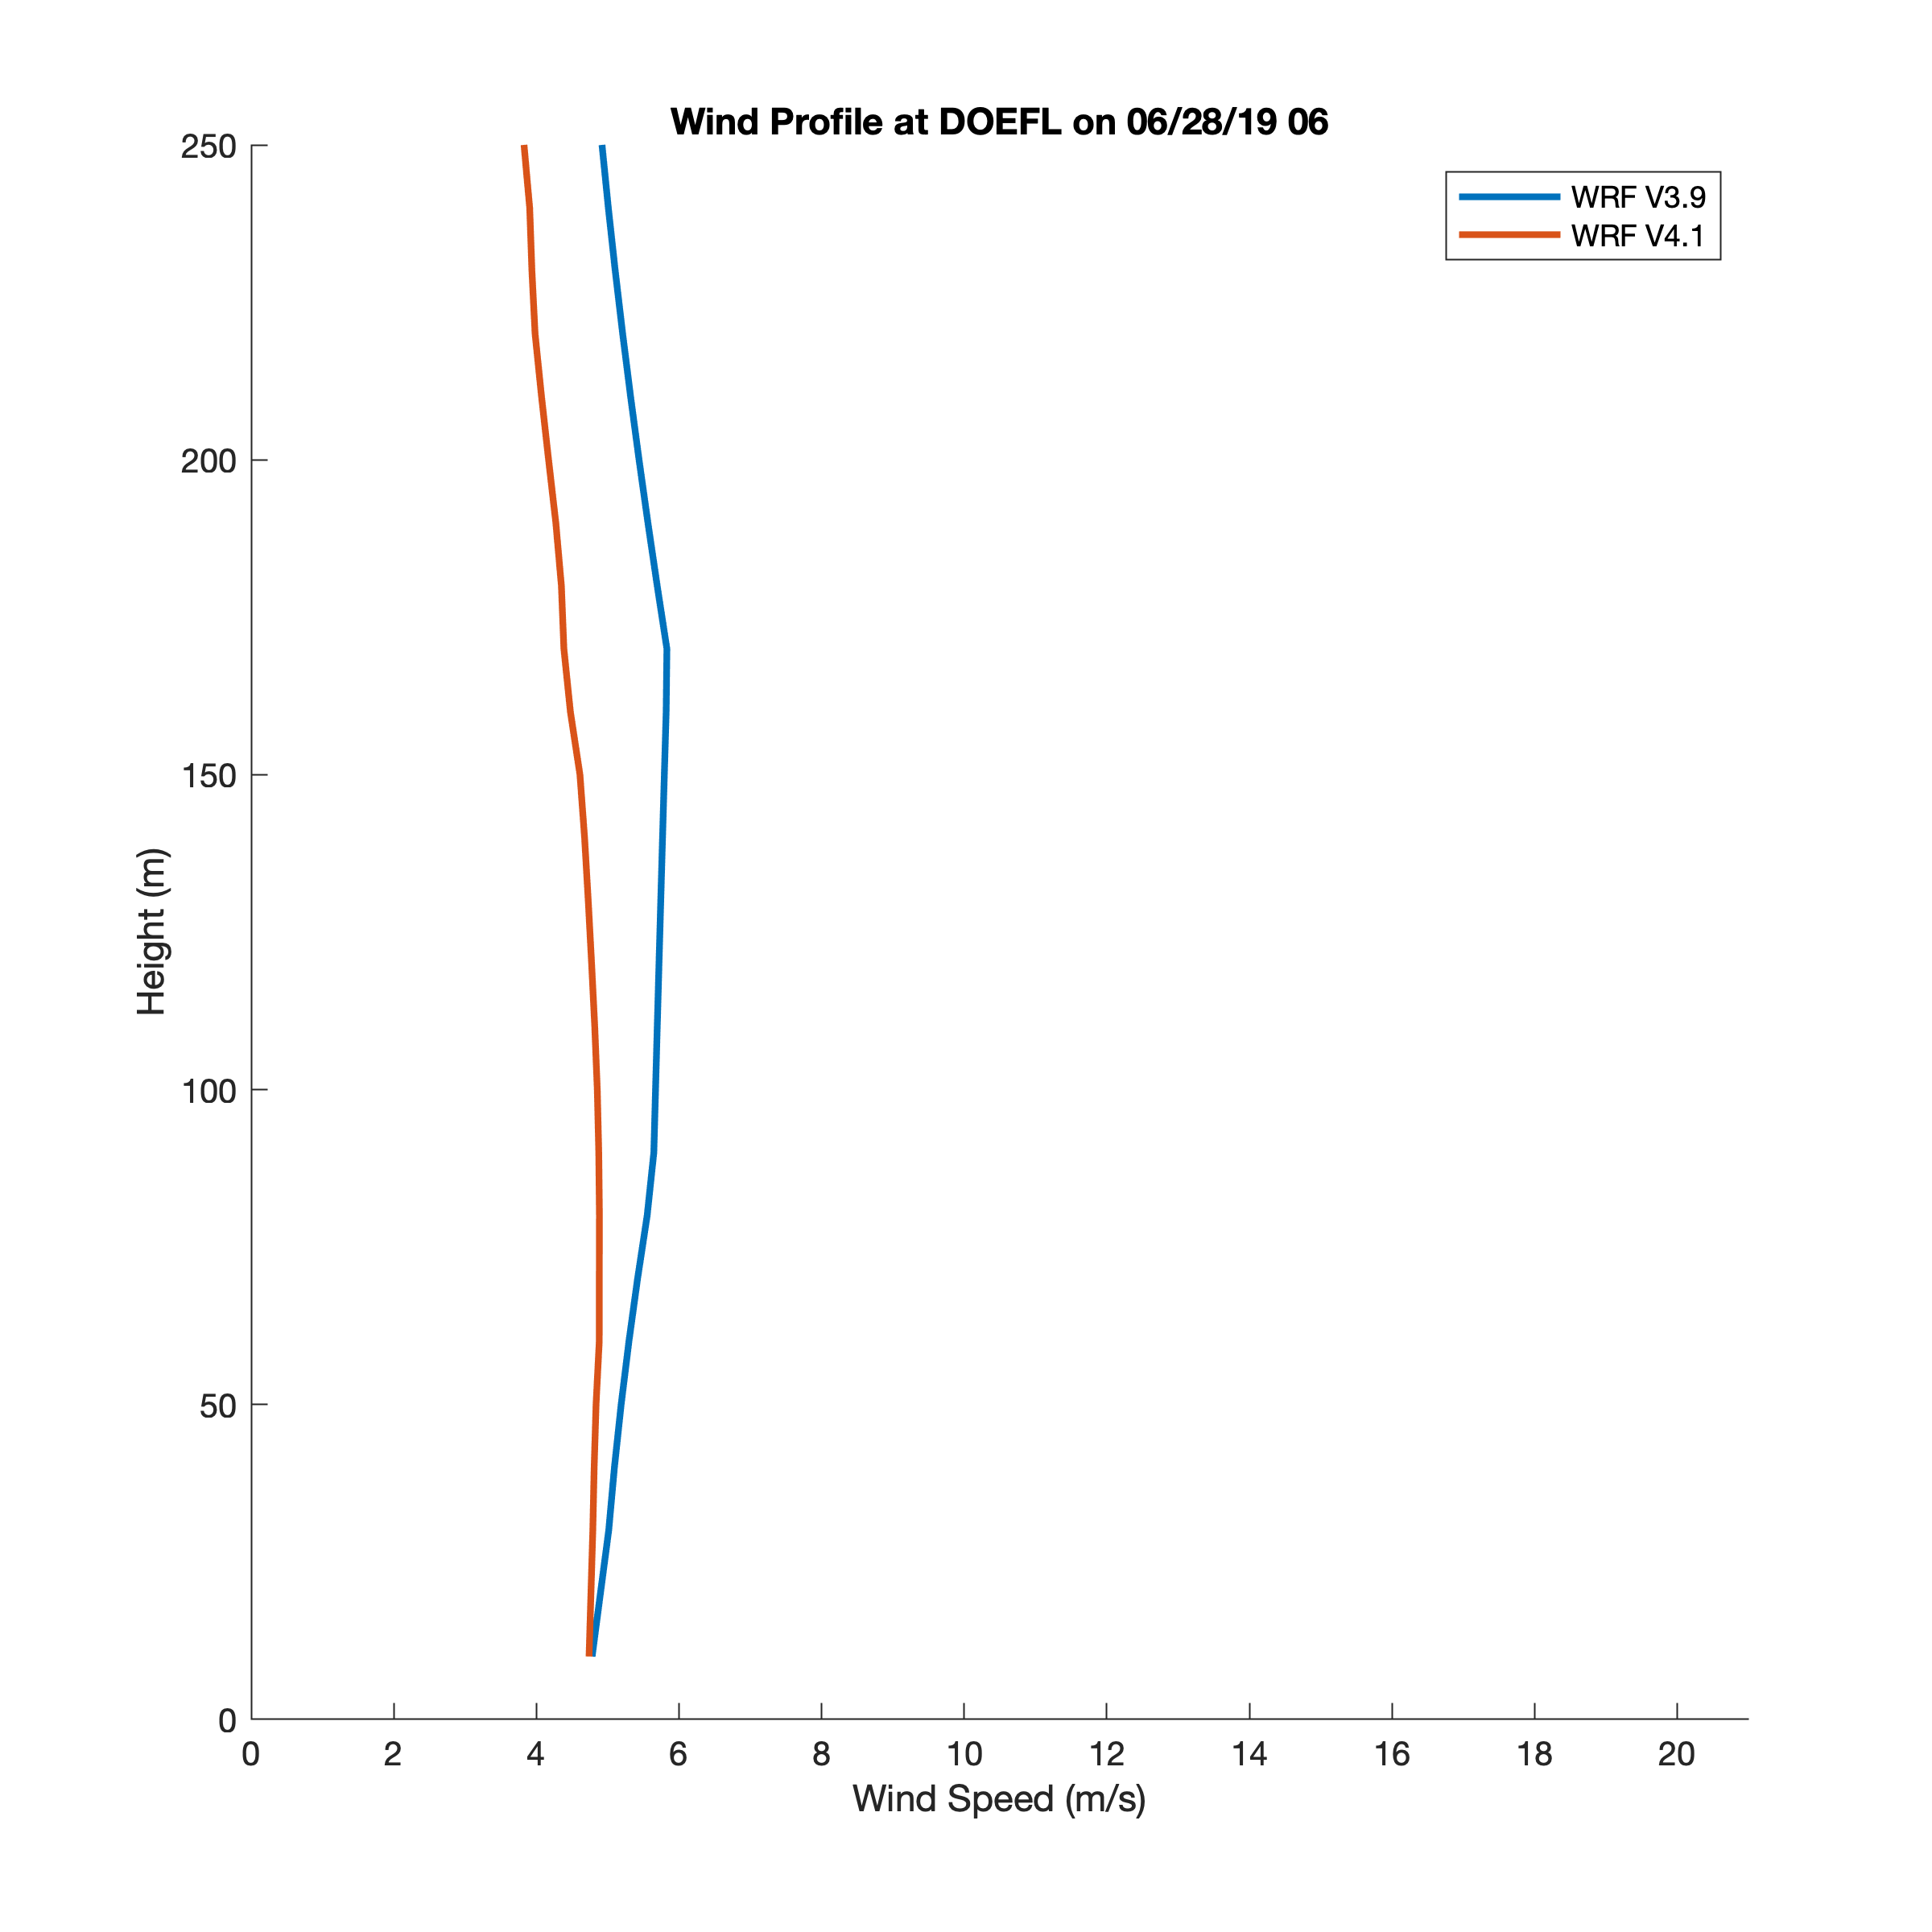 Wind Profile at DOEFL on 06/28/19 06
WRF V3.9
WRF V4.1
250
200
150
100
50
0
Height (m)
0 2 4 6 8 10 12 14 16 18 20
Wind Speed (m/s)